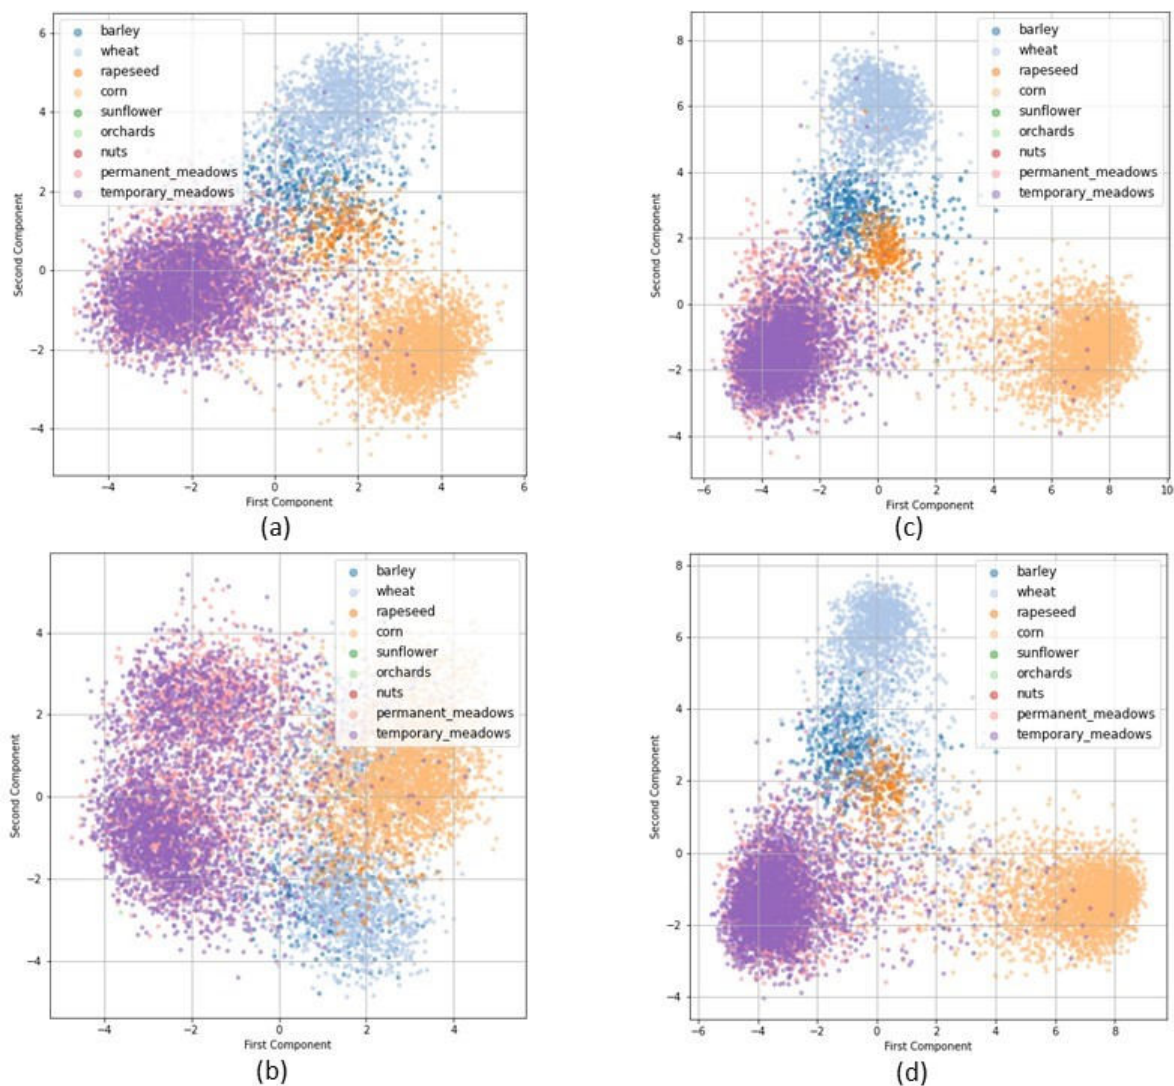 6
4
2
0
−2
−4
Second Component
barley
wheat
rapeseed
corn
sunflower
orchards
nuts
permanent_meadows
temporary_meadows
−4 −2 0 2 4 6
First Component
(a)
8
6
4
2
0
−2
−4
Second Component
barley
wheat
rapeseed
corn
sunflower
orchards
nuts
permanent_meadows
temporary_meadows
−6 −4 −2 0 2 4 6 8 10
First Component
(c)
4
2
0
−2
−4
Second Component
barley
wheat
rapeseed
corn
sunflower
orchards
nuts
permanent_meadows
temporary_meadows
−4 −2 0 2 4
First Component
(b)
8
6
4
2
0
−2
−4
Second Component
barley
wheat
rapeseed
corn
sunflower
orchards
nuts
permanent_meadows
temporary_meadows
−6 −4 −2 0 2 4 6 8
First Component
(d)